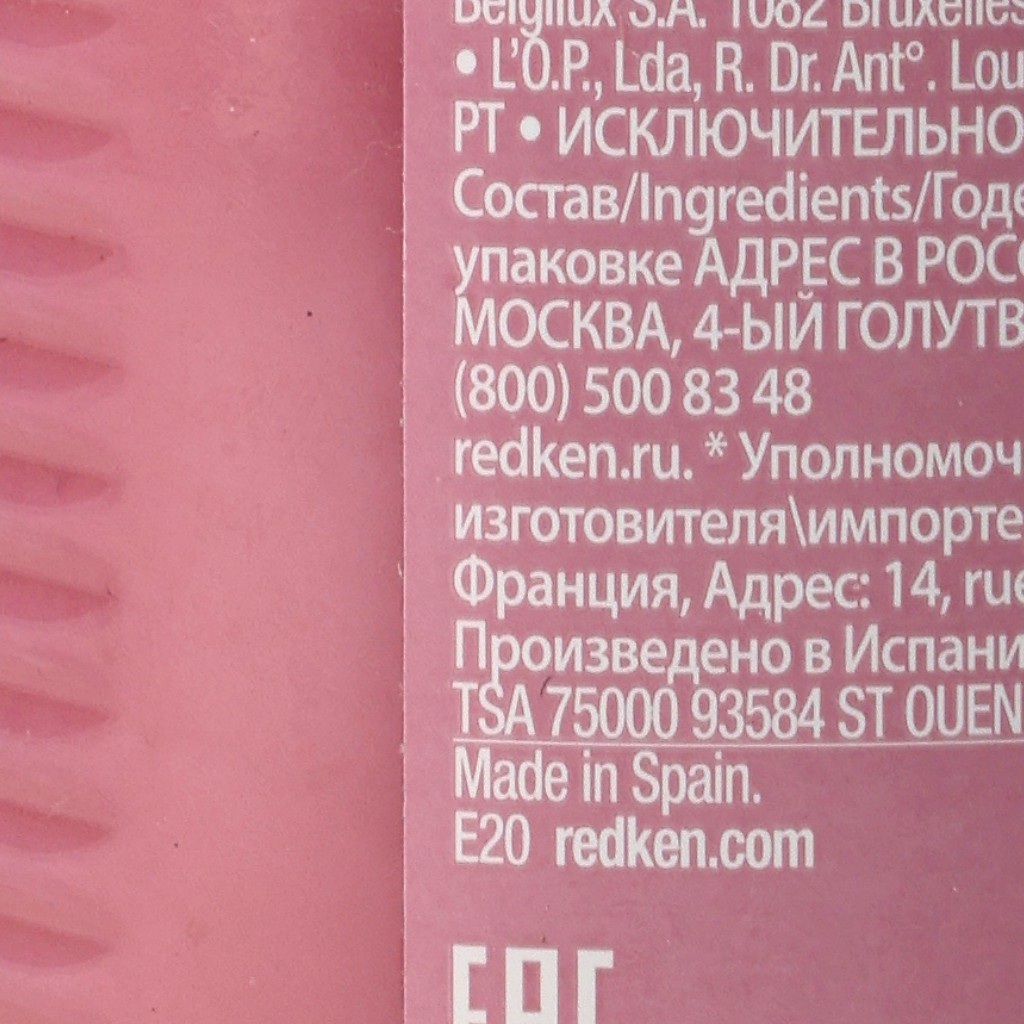 Belgilux S.A. 1082 Bruxelles
• L'O.P., Lda, R. Dr. Ant°. Lou
PT • ИСКЛЮЧИТЕЛЬНО
Состав/Ingredients/Годе
упаковке АДРЕС В РОСС
МОСКВА, 4-ЫЙ ГОЛУТВ
(800) 500 83 48
redken.ru. * Уполномоч
изготовителя\импорте
Франция, Адрес: 14, rue
Произведено в Испани
TSA 75000 93584 ST OUEN
Made in Spain.
E20 redken.com
EAC